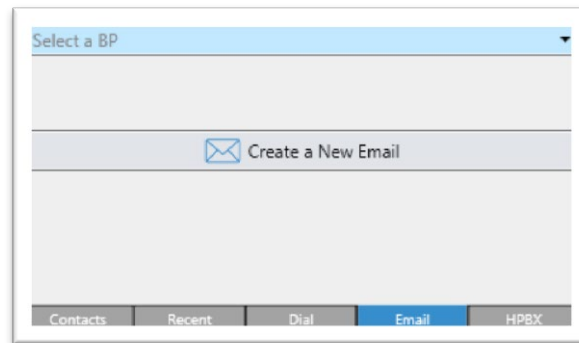 Select a BP
Create a New Email
Contacts Recent Dial Email HPBX